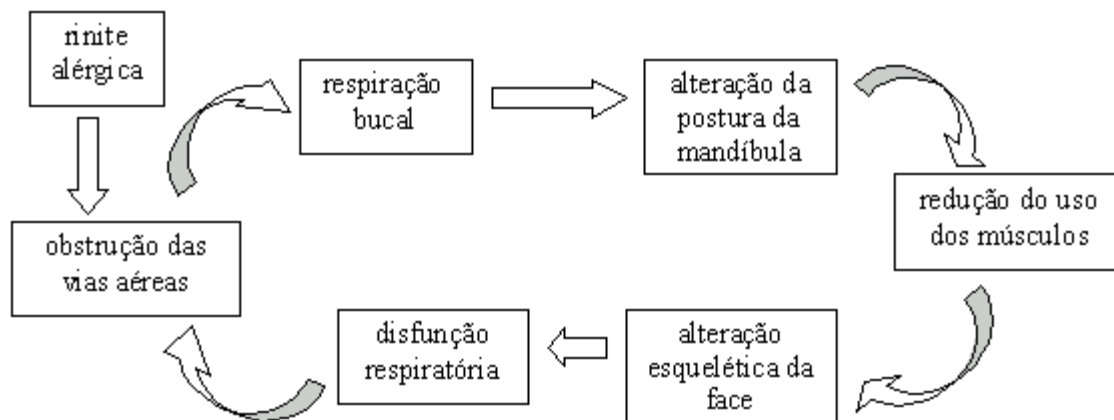 rinite
alérgica
respiração
bucal
alteração da
postura da
mandíbula
redução do uso
dos músculos
alteração
esquelética da
face
disfunção
respiratória
obstrução das
vias aéreas